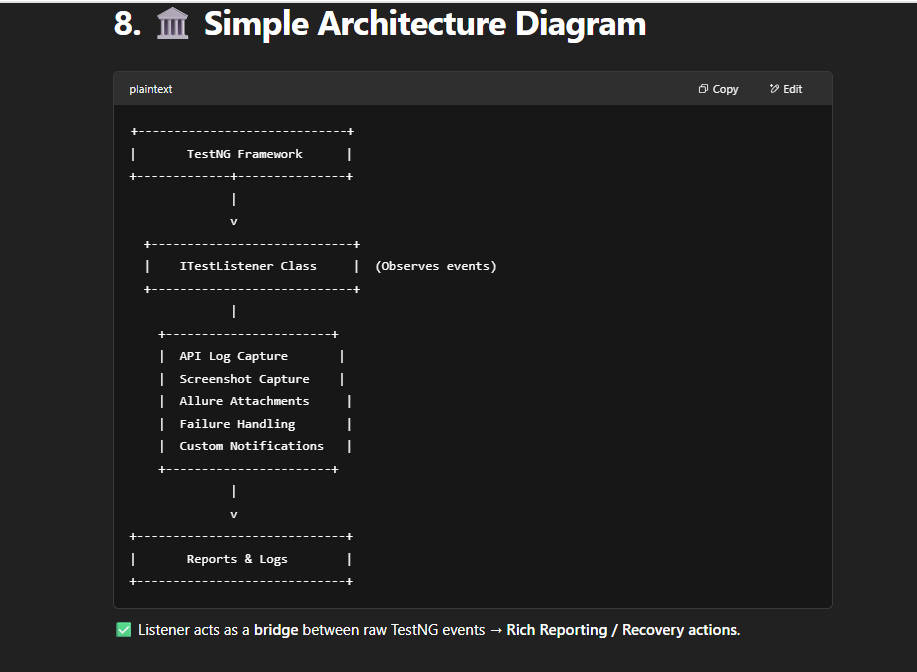 8. 🏛️ Simple Architecture Diagram
plaintext Copy Edit
+-----------------------------+
|       TestNG Framework      |
+-------------+---------------+
              |
              v
  +----------------------------+
  |    ITestListener Class     |  (Observes events)
  +----------------------------+
              |
    +-----------------------+
    |  API Log Capture       |
    |  Screenshot Capture    |
    |  Allure Attachments     |
    |  Failure Handling       |
    |  Custom Notifications   |
    +-----------------------+
              |
              v
+-----------------------------+
|       Reports & Logs        |
+-----------------------------+
✅ Listener acts as a bridge between raw TestNG events → Rich Reporting / Recovery actions.